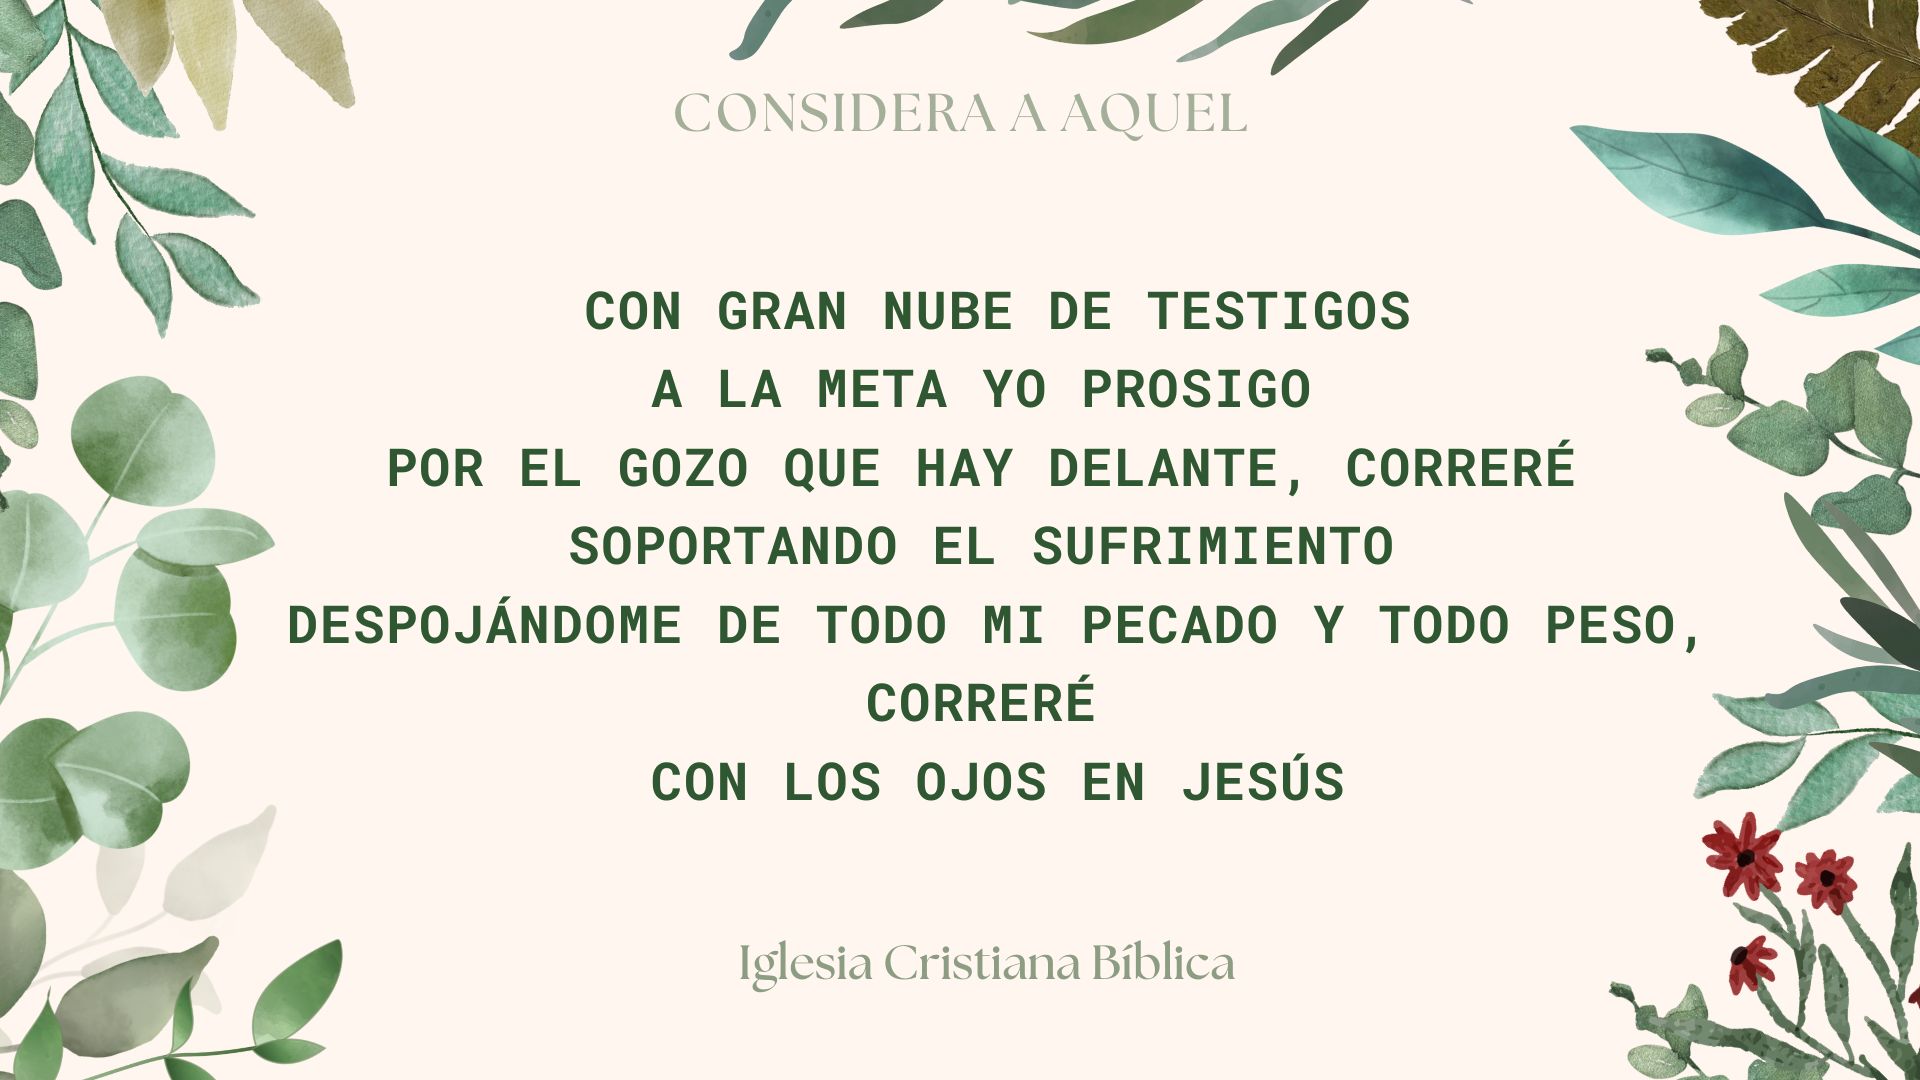 CONSIDERA A AQUEL
CON GRAN NUBE DE TESTIGOS
A LA META YO PROSIGO
POR EL GOZO QUE HAY DELANTE, CORRERÉ
SOPORTANDO EL SUFRIMIENTO
DESPOJÁNDOME DE TODO MI PECADO Y TODO PESO,
CORRERÉ
CON LOS OJOS EN JESÚS
Iglesia Cristiana Bíblica